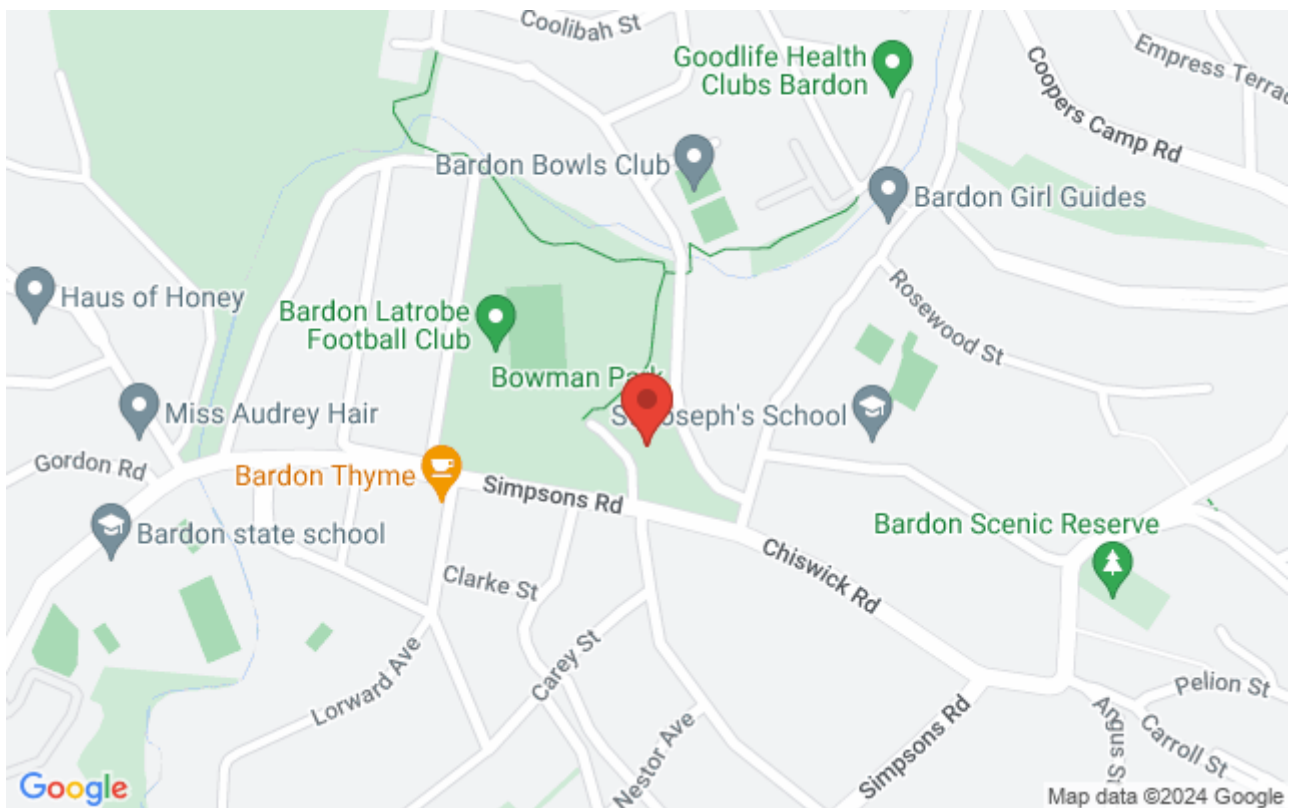 Coolibah St
Goodlife Health
Clubs Bardon
Empress Terrac
Coopers Camp Rd
Bardon Bowls Club
Bardon Girl Guides
Haus of Honey
Bardon Latrobe
Football Club
Rosewood St
Bowman Park
Miss Audrey Hair
St Joseph's School
Gordon Rd
Bardon Thyme
Simpsons Rd
Bardon state school
Bardon Scenic Reserve
Chiswick Rd
Clarke St
Carey St
Lorward Ave
Pelion St
Simpsons Rd
Angus St
Carroll St
Nestor Ave
Google
Map data ©2024 Google